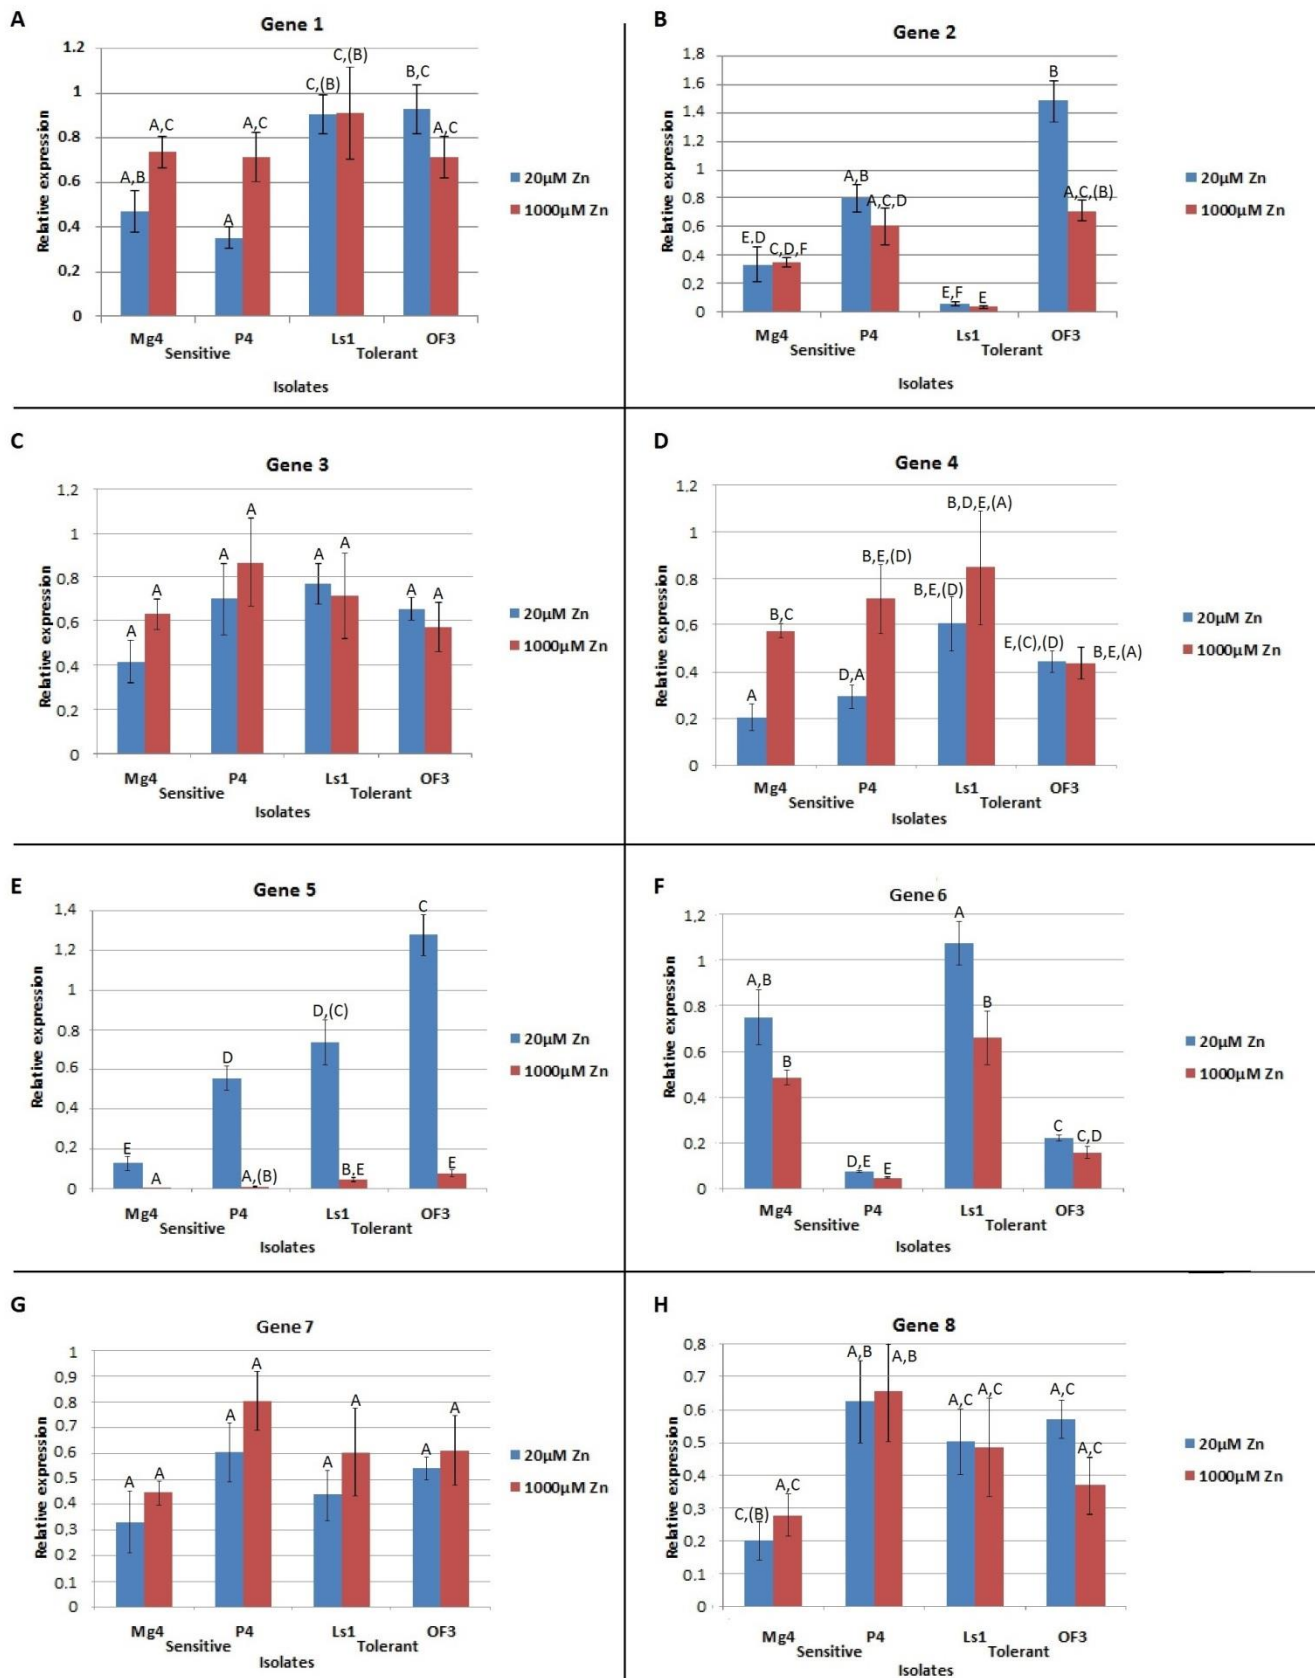 A
Gene 1
1.2
1
0.8
0.6
0.4
0,2
0
Relative expression
A,B
A,C
A
A,C
C,(B)
C,(B)
B,C
A,C
20µM Zn
1000µM Zn
Mg4 P4 Ls1 OF3
Sensitive Tolerant
Isolates
B
Gene 2
1.8
1.6
1.4
1.2
1
0.8
0.6
0.4
0,2
0
Relative expression
E,D
C,D,F
A,B
A,C,D
E,F
E
B
A,C,(B)
20µM Zn
1000µM Zn
Mg4 P4 Ls1 OF3
Sensitive Tolerant
Isolates
C
Gene 3
1,2
1
0,8
0,6
0,4
0,2
0
Relative expression
A
A
A
A
A
A
A
A
20µM Zn
1000µM Zn
Mg4 P4 Ls1 OF3
Sensitive Tolerant
Isolates
D
Gene 4
1,2
1
0,8
0,6
0,4
0,2
0
Relative expression
A
B,C
D,A
B,E,(D)
B,E,(D)
B,D,E,(A)
E,(C),(D)
B,E,(A)
20µM Zn
1000µM Zn
Mg4 P4 Ls1 OF3
Sensitive Tolerant
Isolates
E
Gene 5
1,4
1,2
1
0,8
0,6
0,4
0,2
0
Relative expression
E
A
D
A,(B)
D,(C)
B,E
C
E
20µM Zn
1000µM Zn
Mg4 P4 Ls1 OF3
Sensitive Tolerant
Isolates
F
Gene 6
1,2
1
0,8
0,6
0,4
0,2
0
Relative expression
A,B
B
D,E
E
A
B
C
C,D
20µM Zn
1000µM Zn
Mg4 P4 Ls1 OF3
Sensitive Tolerant
Isolates
G
Gene 7
1
0,9
0,8
0,7
0,6
0,5
0,4
0,3
0,2
0,1
0
Relative expression
A
A
A
A
A
A
A
A
20µM Zn
1000µM Zn
Mg4 P4 Ls1 OF3
Sensitive Tolerant
Isolates
H
Gene 8
0,8
0,7
0,6
0,5
0,4
0,3
0,2
0,1
0
Relative expression
C,(B)
A,C
A,B
A,B
A,C
A,C
A,C
A,C
20µM Zn
1000µM Zn
Mg4 P4 Ls1 OF3
Sensitive Tolerant
Isolates